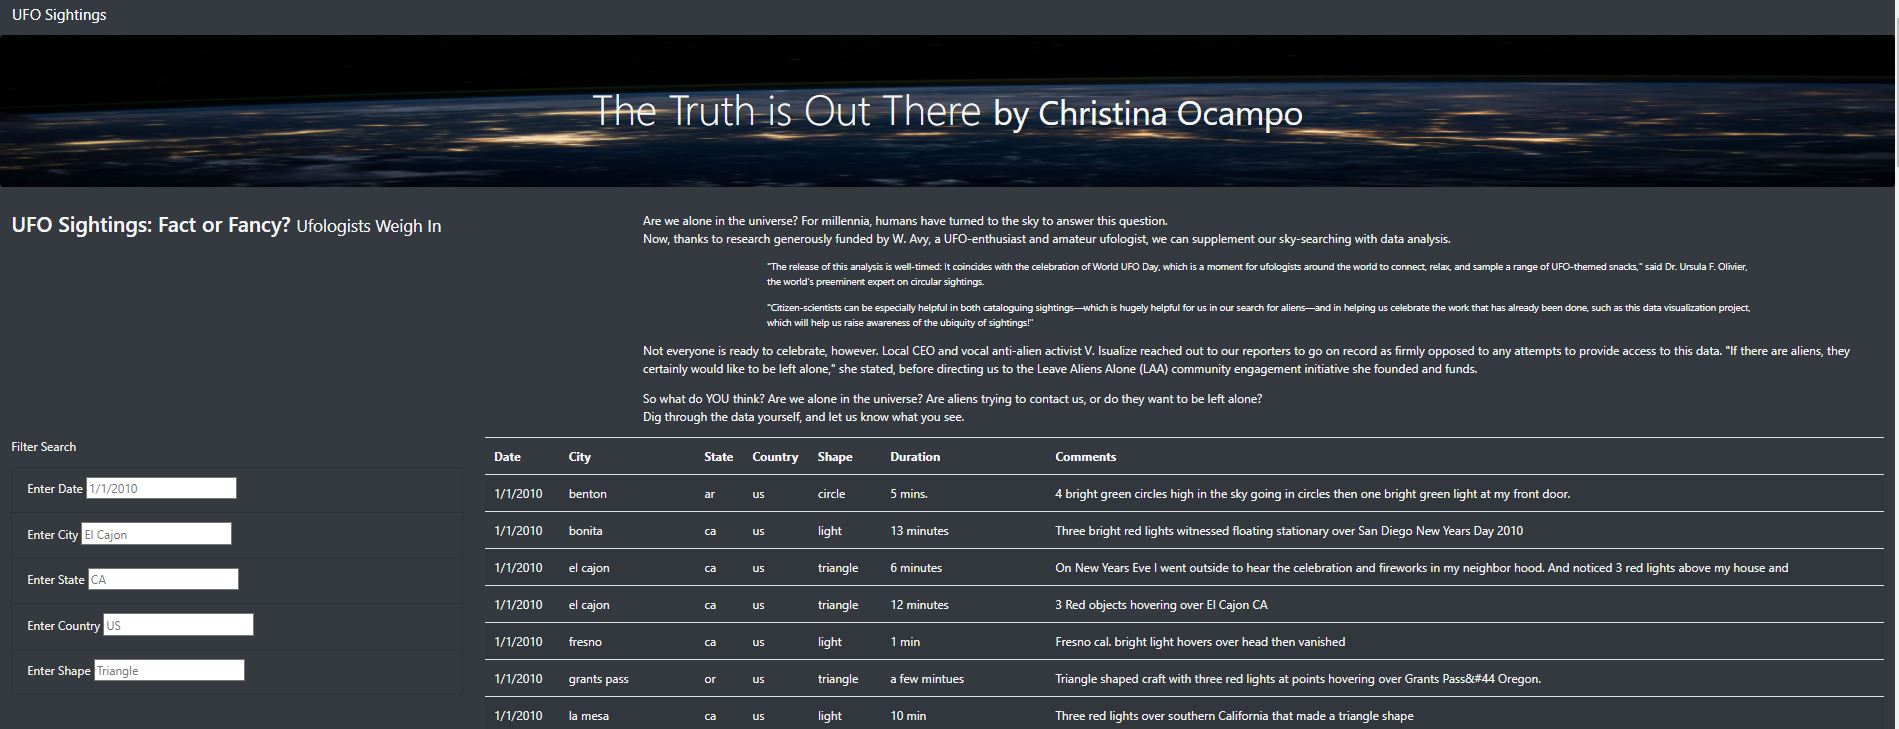 UFO Sightings
The Truth is Out There by Christina Ocampo
UFO Sightings: Fact or Fancy? Ufologists Weigh In
Are we alone in the universe? For millennia, humans have turned to the sky to answer this question.
Now, thanks to research generously funded by W. Avy, a UFO-enthusiast and amateur ufologist, we can supplement our sky-searching with data analysis.
"The release of this analysis is well-timed: It coincides with the celebration of World UFO Day, which is a moment for ufologists around the world to connect, relax, and sample a range of UFO-themed snacks," said Dr. Ursula F. Olivier,
the world's preeminent expert on circular sightings.
"Citizen-scientists can be especially helpful in both cataloguing sightings—which is hugely helpful for us in our search for aliens—and in helping us celebrate the work that has already been done, such as this data visualization project,
which will help us raise awareness of the ubiquity of sightings!"
Not everyone is ready to celebrate, however. Local CEO and vocal anti-alien activist V. Isualize reached out to our reporters to go on record as firmly opposed to any attempts to provide access to this data. "If there are aliens, they
certainly would like to be left alone," she stated, before directing us to the Leave Aliens Alone (LAA) community engagement initiative she founded and funds.
So what do YOU think? Are we alone in the universe? Are aliens trying to contact us, or do they want to be left alone?
Dig through the data yourself, and let us know what you see.
Filter Search
Enter Date 1/1/2010
Enter City El Cajon
Enter State CA
Enter Country US
Enter Shape Triangle
Date City State Country Shape Duration Comments
1/1/2010 benton ar us circle 5 mins. 4 bright green circles high in the sky going in circles then one bright green light at my front door.
1/1/2010 bonita ca us light 13 minutes Three bright red lights witnessed floating stationary over San Diego New Years Day 2010
1/1/2010 el cajon ca us triangle 6 minutes On New Years Eve I went outside to hear the celebration and fireworks in my neighbor hood. And noticed 3 red lights above my house and
1/1/2010 el cajon ca us triangle 12 minutes 3 Red objects hovering over El Cajon CA
1/1/2010 fresno ca us light 1 min Fresno cal. bright light hovers over head then vanished
1/1/2010 grants pass or us triangle a few mintues Triangle shaped craft with three red lights at points hovering over Grants Pass&#44 Oregon.
1/1/2010 la mesa ca us light 10 min Three red lights over southern California that made a triangle shape